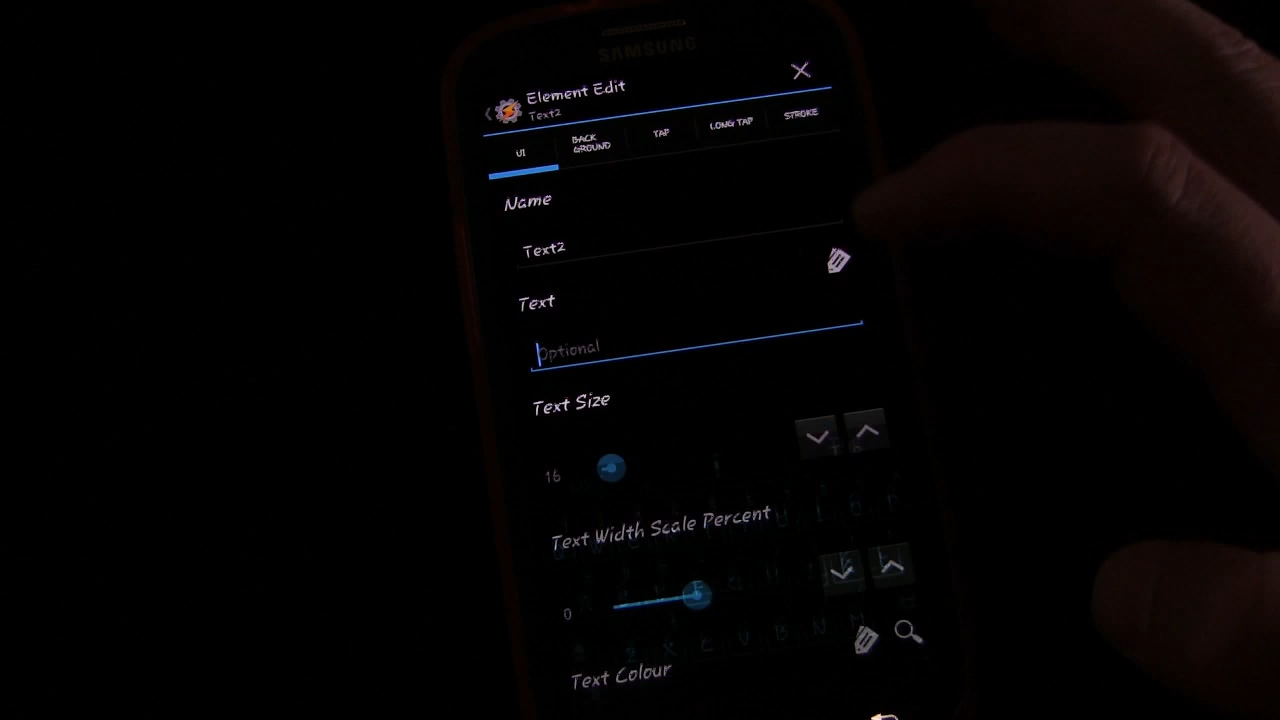 SAMSUNG
Element Edit
Text2
UI
BACK
GROUND
TAP
LONG TAP
STROKE
Name
Text2
Text
Optional
Text Size
16
Text Width Scale Percent
0
Text Colour